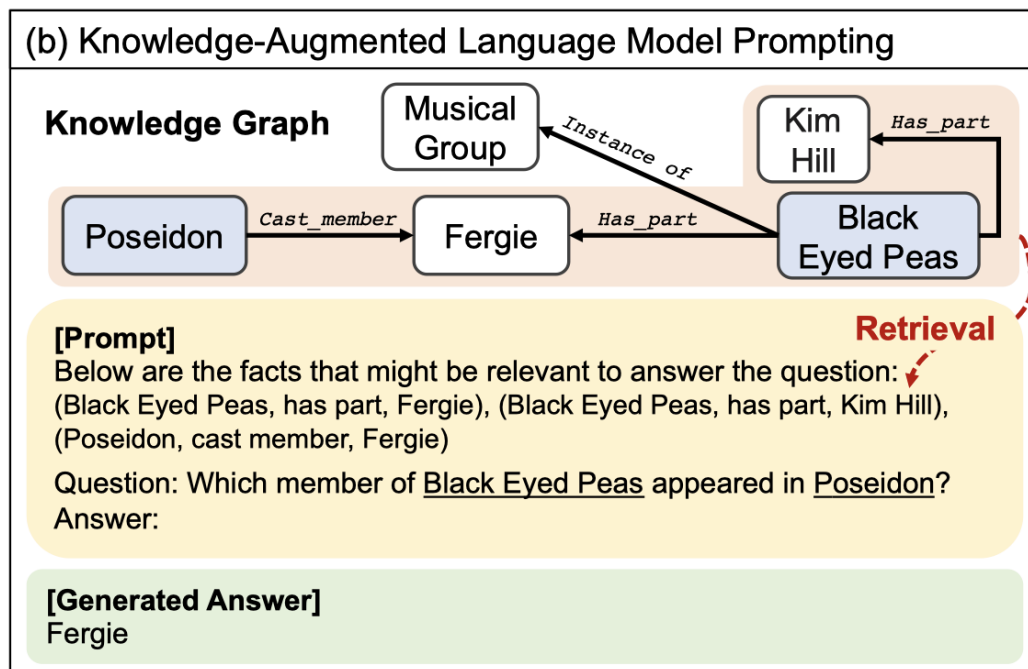 (b) Knowledge-Augmented Language Model Prompting
Knowledge Graph
Musical
Group
Instance of
Kim
Hill
Has_part
Poseidon
Cast_member
Fergie
Has_part
Black
Eyed Peas
[Prompt]
Retrieval
Below are the facts that might be relevant to answer the question:
(Black Eyed Peas, has part, Fergie), (Black Eyed Peas, has part, Kim Hill),
(Poseidon, cast member, Fergie)
Question: Which member of Black Eyed Peas appeared in Poseidon?
Answer:
[Generated Answer]
Fergie